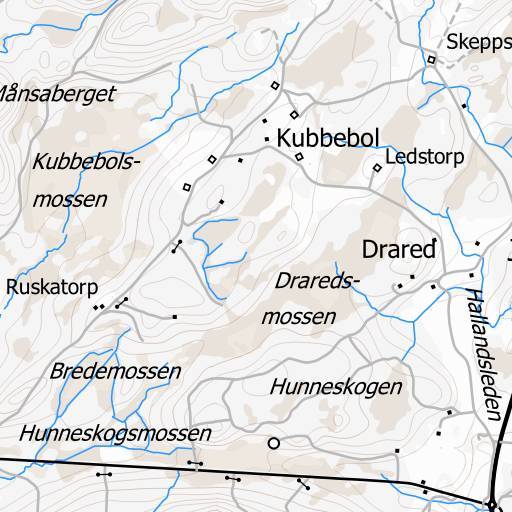 Skepps
Månsaberget
Kubbebol
Kubbebols-
mossen
Ledstorp
Drared
Ruskatorp
Drareds-
mossen
Hallandsleden
Bredemossen
Hunneskogen
Hunneskogsmossen